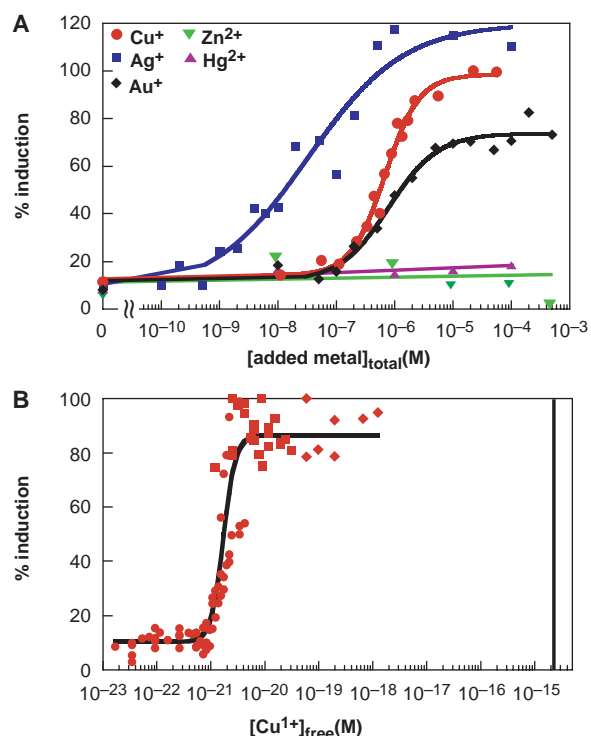 A
Cu⁺ Zn²⁺
Ag⁺ Hg²⁺
Au⁺
% induction
120
100
80
60
40
20
0
0 10⁻¹⁰ 10⁻⁹ 10⁻⁸ 10⁻⁷ 10⁻⁶ 10⁻⁵ 10⁻⁴ 10⁻³
[added metal]total(M)
B
% induction
100
80
60
40
20
0
10⁻²³ 10⁻²² 10⁻²¹ 10⁻²⁰ 10⁻¹⁹ 10⁻¹⁸ 10⁻¹⁷ 10⁻¹⁶ 10⁻¹⁵
[Cu¹⁺]free(M)